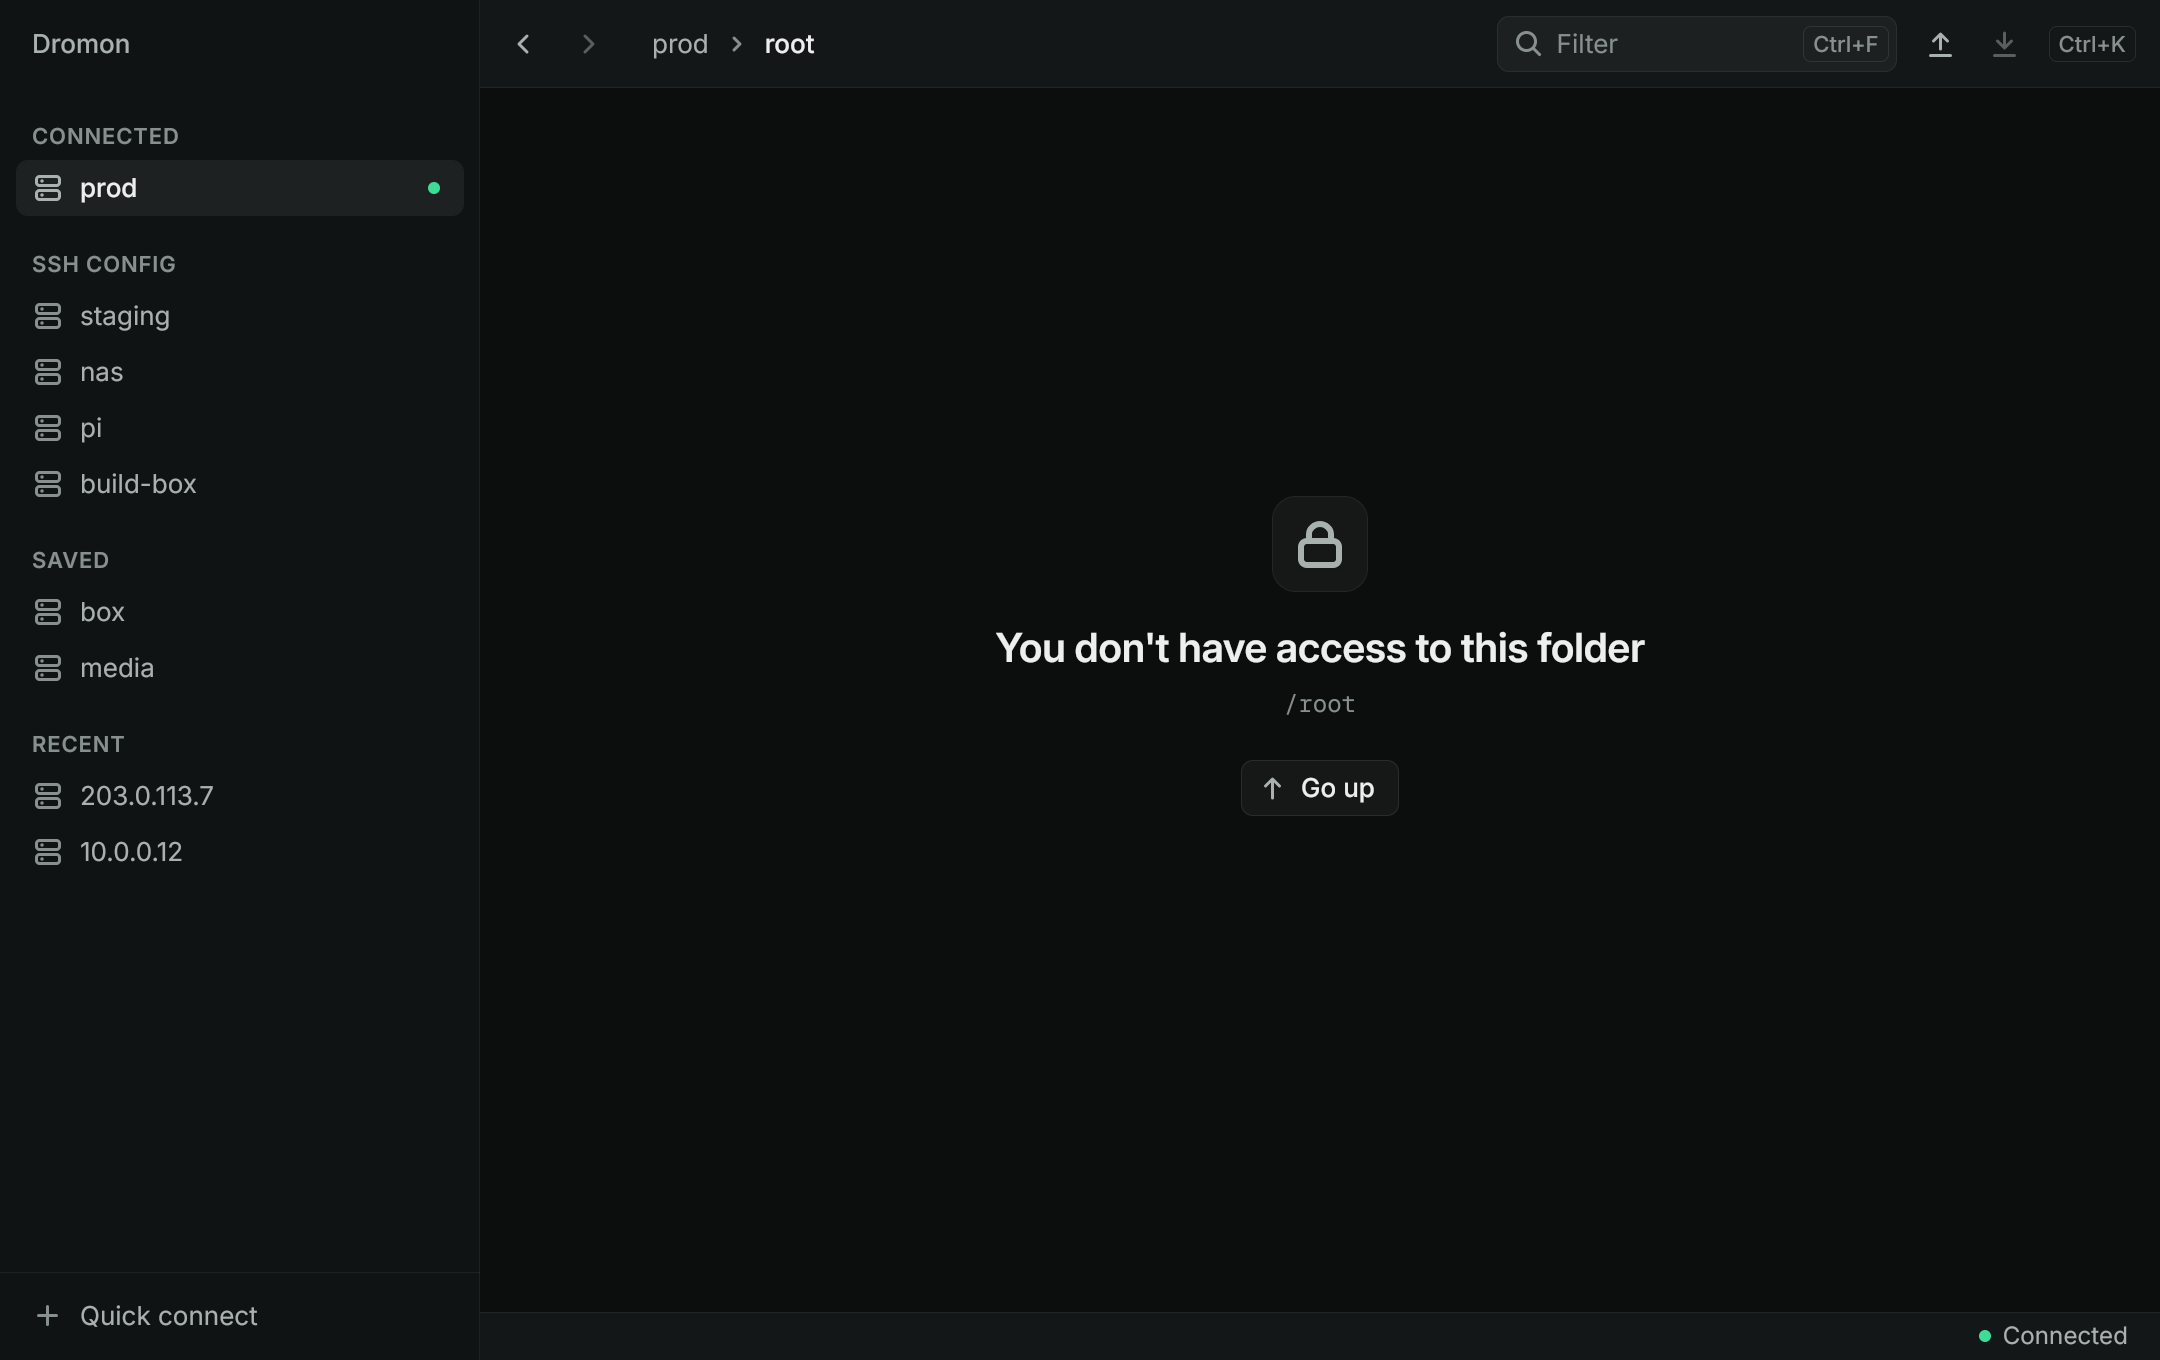 Dromon
CONNECTED
prod
SSH CONFIG
staging
nas
pi
build-box
SAVED
box
media
RECENT
203.0.113.7
10.0.0.12
Quick connect
prod > root
Filter
Ctrl+F
Ctrl+K
You don't have access to this folder
/root
Go up
Connected